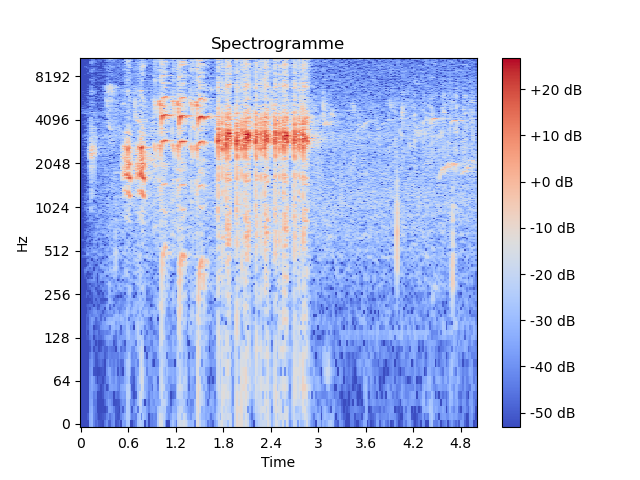 Spectrogramme
8192
4096
2048
1024
512
256
128
64
0
Hz
0 0.6 1.2 1.8 2.4 3 3.6 4.2 4.8
Time
+20 dB
+10 dB
+0 dB
-10 dB
-20 dB
-30 dB
-40 dB
-50 dB